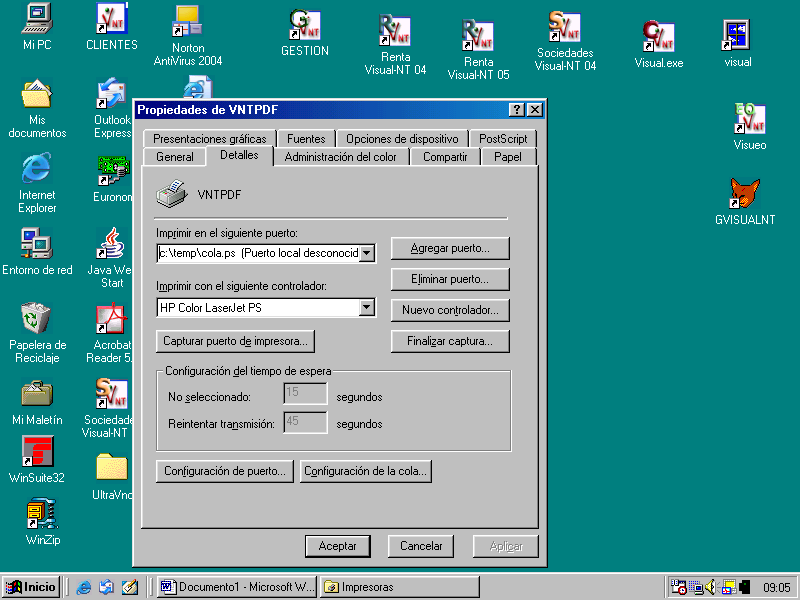 Mi PC
CLIENTES
Norton
AntiVirus 2004
GESTION
Renta
Visual-NT 04
Renta
Visual-NT 05
Sociedades
Visual-NT 04
Visual.exe
visual
Mis
documentos
Outlook
Express
Visueo
Internet
Explorer
Euronom
GVISUALNT
Entorno de red
Java We
Start
Papelera de
Reciclaje
Acrobat
Reader 5.
Mi Maletín
Sociedade
Visual-NT
WinSuite32
UltraVnc
WinZip
Propiedades de VNTPDF
Presentaciones gráficas
Fuentes
Opciones de dispositivo
PostScript
General
Detalles
Administración del color
Compartir
Papel
VNTPDF
Imprimir en el siguiente puerto:
c:\temp\cola.ps (Puerto local desconocid
Agregar puerto...
Eliminar puerto...
Imprimir con el siguiente controlador:
HP Color LaserJet PS
Nuevo controlador...
Capturar puerto de impresora...
Finalizar captura...
Configuración del tiempo de espera
No seleccionado:
15
segundos
Reintentar transmisión:
45
segundos
Configuración de puerto...
Configuración de la cola...
Aceptar
Cancelar
Aplicar
Inicio
Documento1 - Microsoft W...
Impresoras
09:05